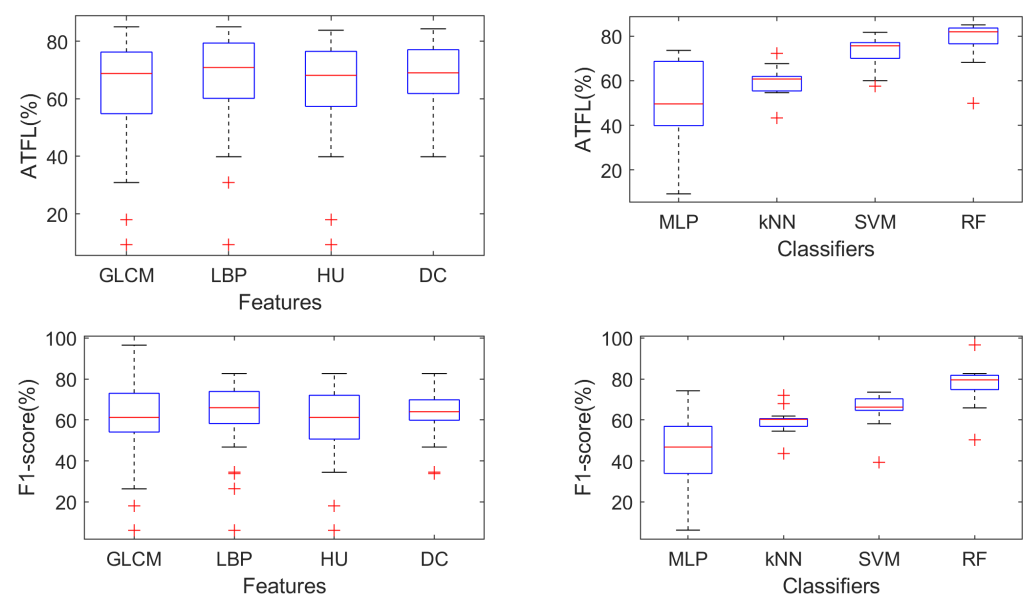 80
60
40
20
ATFL(%)
GLCM LBP HU DC
Features
80
60
40
20
ATFL(%)
MLP kNN SVM RF
Classifiers
100
80
60
40
20
F1-score(%)
GLCM LBP HU DC
Features
100
80
60
40
20
F1-score(%)
MLP kNN SVM RF
Classifiers